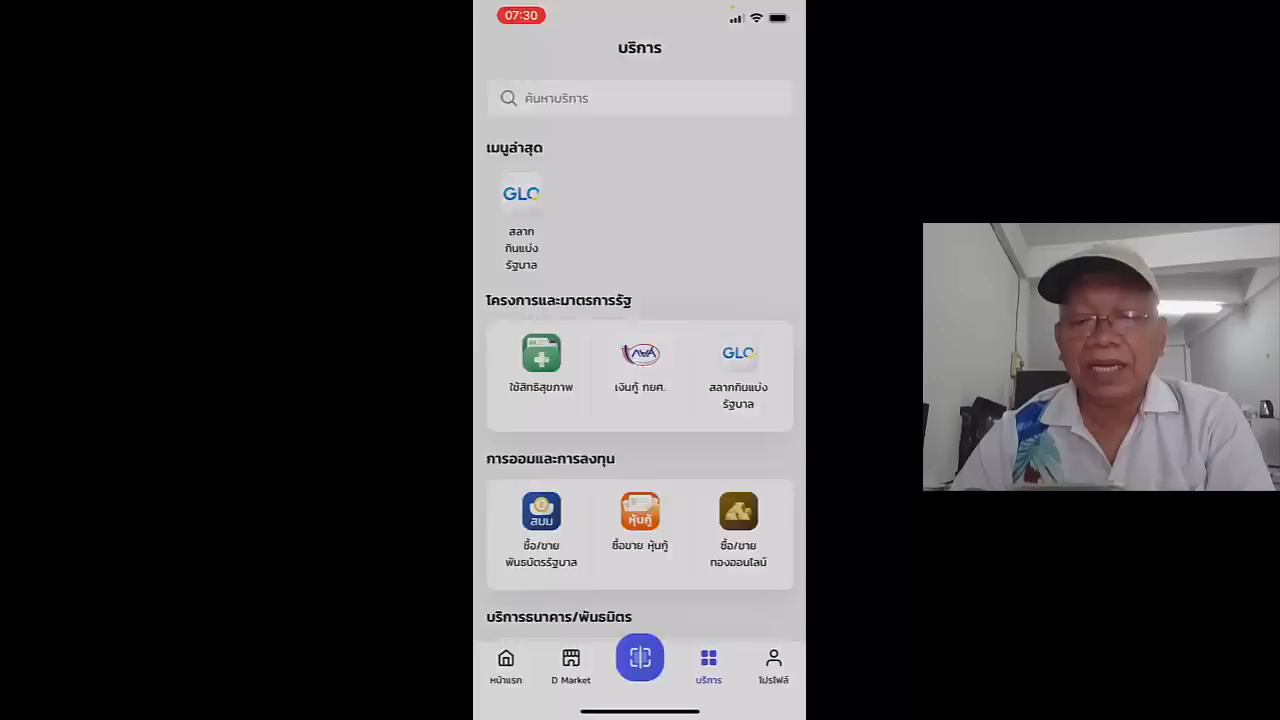 07:30
บริการ
ค้นหาบริการ
เมนูล่าสุด
GLO
สลาก
กินแบ่ง
รัฐบาล
โครงการและมาตรการรัฐ
GLO
ใช้สิทธิสุขภาพ
เงินกู้ กยศ.
สลากกินแบ่ง
รัฐบาล
การออมและการลงทุน
สบม
หุ้นกู้
ซื้อ/ขาย
พันธบัตรรัฐบาล
ซื้อขาย หุ้นกู้
ซื้อ/ขาย
ทองออนไลน์
บริการธนาคาร/พันธมิตร
หน้าแรก
D Market
บริการ
โปรไฟล์